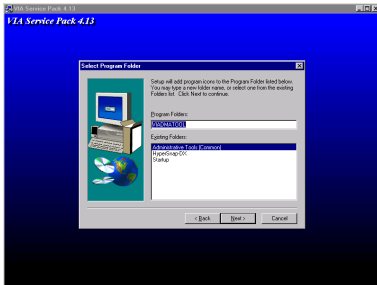 VIA Service Pack 4.13
VIA Service Pack 4.13
Select Program Folder
Setup will add program icons to the Program Folder listed below.
You may type a new folder name, or select one from the existing
Folders list. Click Next to continue.
Program Folders:
VIADMATOOL
Existing Folders:
Administrative Tools (Common)
HyperSnap-DX
Startup
< Back
Next >
Cancel